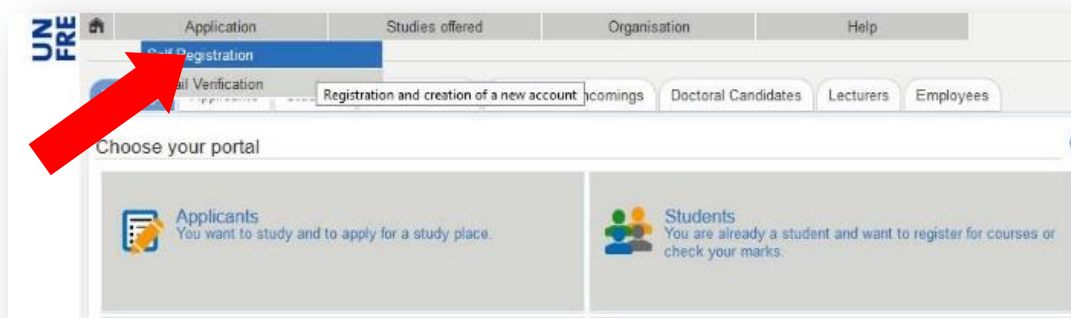 UN
FRE
Application Studies offered Organisation Help
Registration
Verification
Registration and creation of a new account
Doctoral Candidates Lecturers Employees
Choose your portal
Applicants
You want to study and to apply for a study place.
Students
You are already a student and want to register for courses or
check your marks.